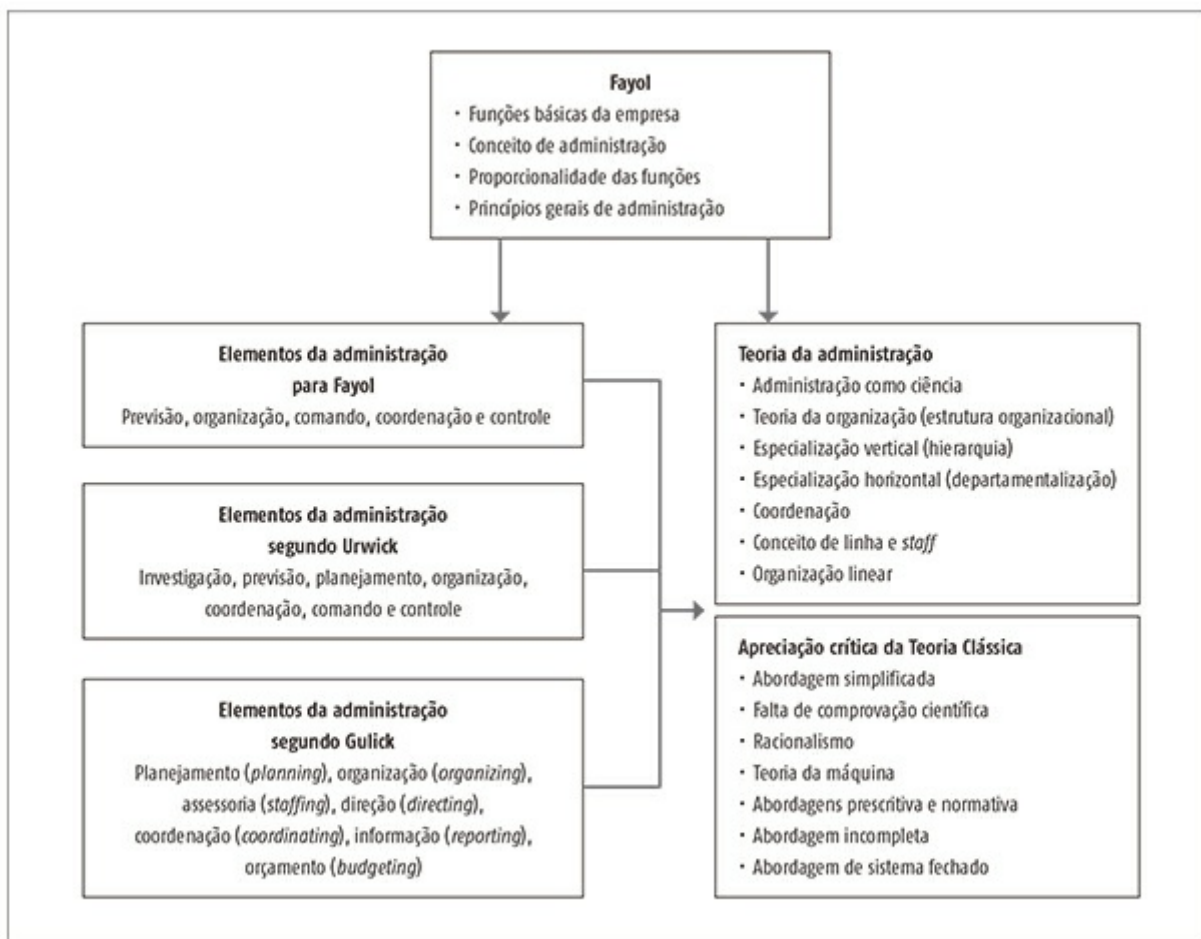 Fayol
• Funções básicas da empresa
• Conceito de administração
• Proporcionalidade das funções
• Princípios gerais de administração
Elementos da administração
para Fayol
Previsão, organização, comando, coordenação e controle
Elementos da administração
segundo Urwick
Investigação, previsão, planejamento, organização,
coordenação, comando e controle
Elementos da administração
segundo Gulick
Planejamento (planning), organização (organizing),
assessoria (staffing), direção (directing),
coordenação (coordinating), informação (reporting),
orçamento (budgeting)
Teoria da administração
• Administração como ciência
• Teoria da organização (estrutura organizacional)
• Especialização vertical (hierarquia)
• Especialização horizontal (departamentalização)
• Coordenação
• Conceito de linha e staff
• Organização linear
Apreciação crítica da Teoria Clássica
• Abordagem simplificada
• Falta de comprovação científica
• Racionalismo
• Teoria da máquina
• Abordagens prescritiva e normativa
• Abordagem incompleta
• Abordagem de sistema fechado